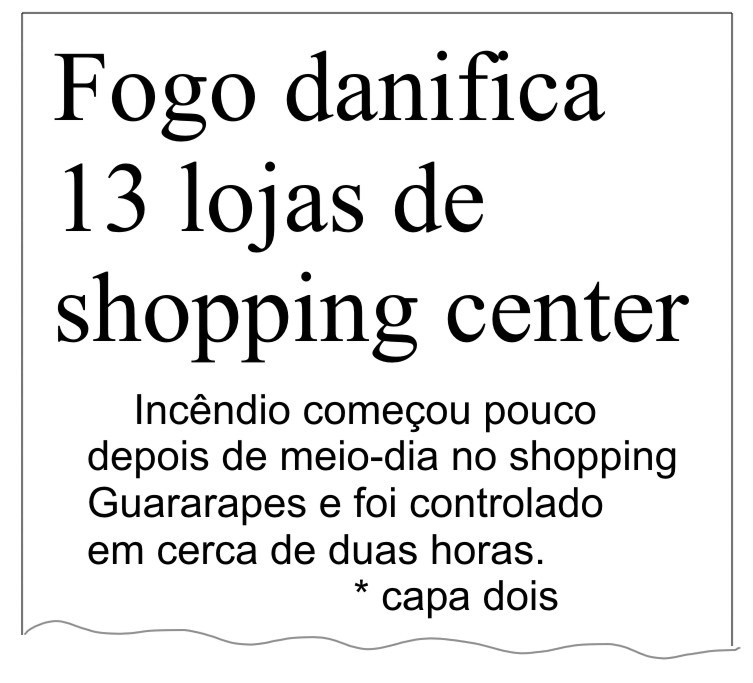 Fogo danifica
13 lojas de
shopping center
Incêndio começou pouco
depois de meio-dia no shopping
Guararapes e foi controlado
em cerca de duas horas.
* capa dois